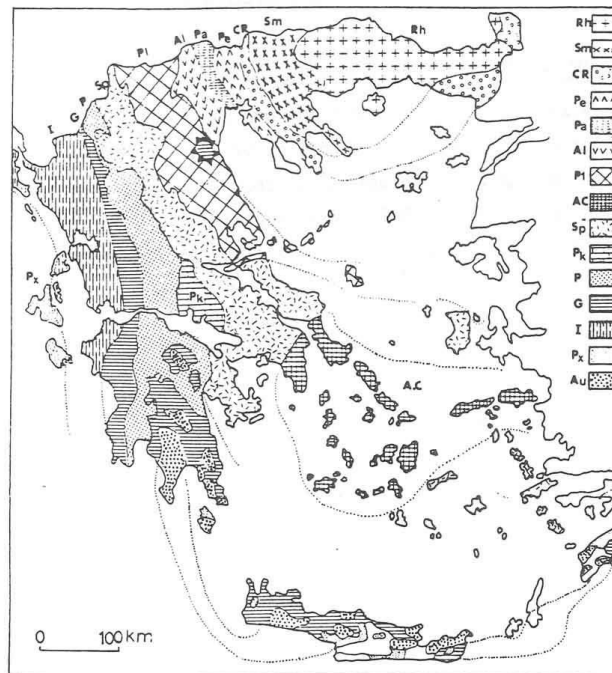 Pl Al Pa Pe CR Sm Rh
Sp
P
G
I
Px
Pk
A.C
0 100 km.
Rh
Sm
CR
Pe
Pa
Al
Pl
AC
Sp
Pk
P
G
I
Px
Au